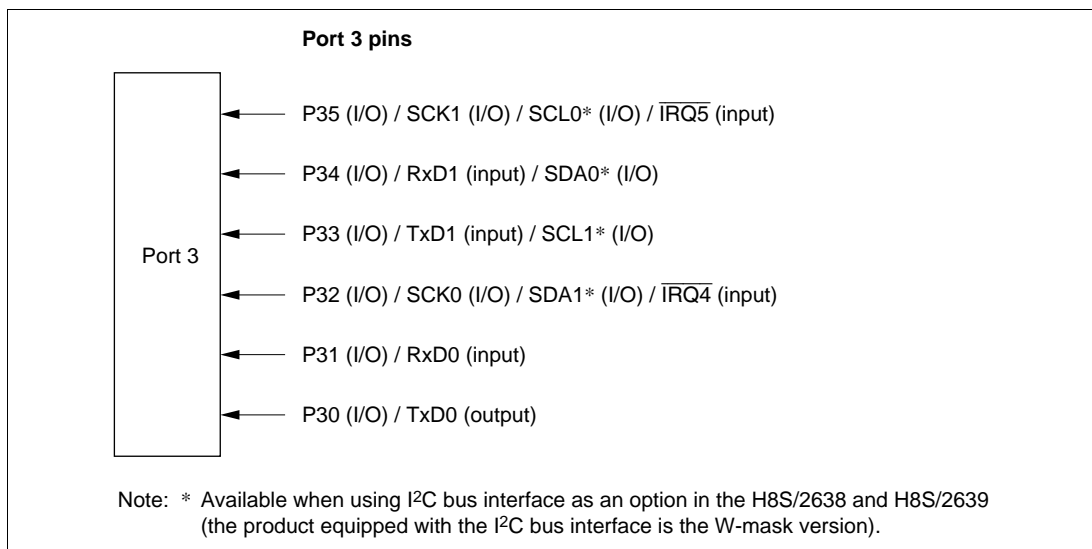 Port 3 pins
P35 (I/O) / SCK1 (I/O) / SCL0* (I/O) / I̅R̅Q̅5̅ (input)
P34 (I/O) / RxD1 (input) / SDA0* (I/O)
P33 (I/O) / TxD1 (input) / SCL1* (I/O)
Port 3
P32 (I/O) / SCK0 (I/O) / SDA1* (I/O) / I̅R̅Q̅4̅ (input)
P31 (I/O) / RxD0 (input)
P30 (I/O) / TxD0 (output)
Note: * Available when using I²C bus interface as an option in the H8S/2638 and H8S/2639
(the product equipped with the I²C bus interface is the W-mask version).